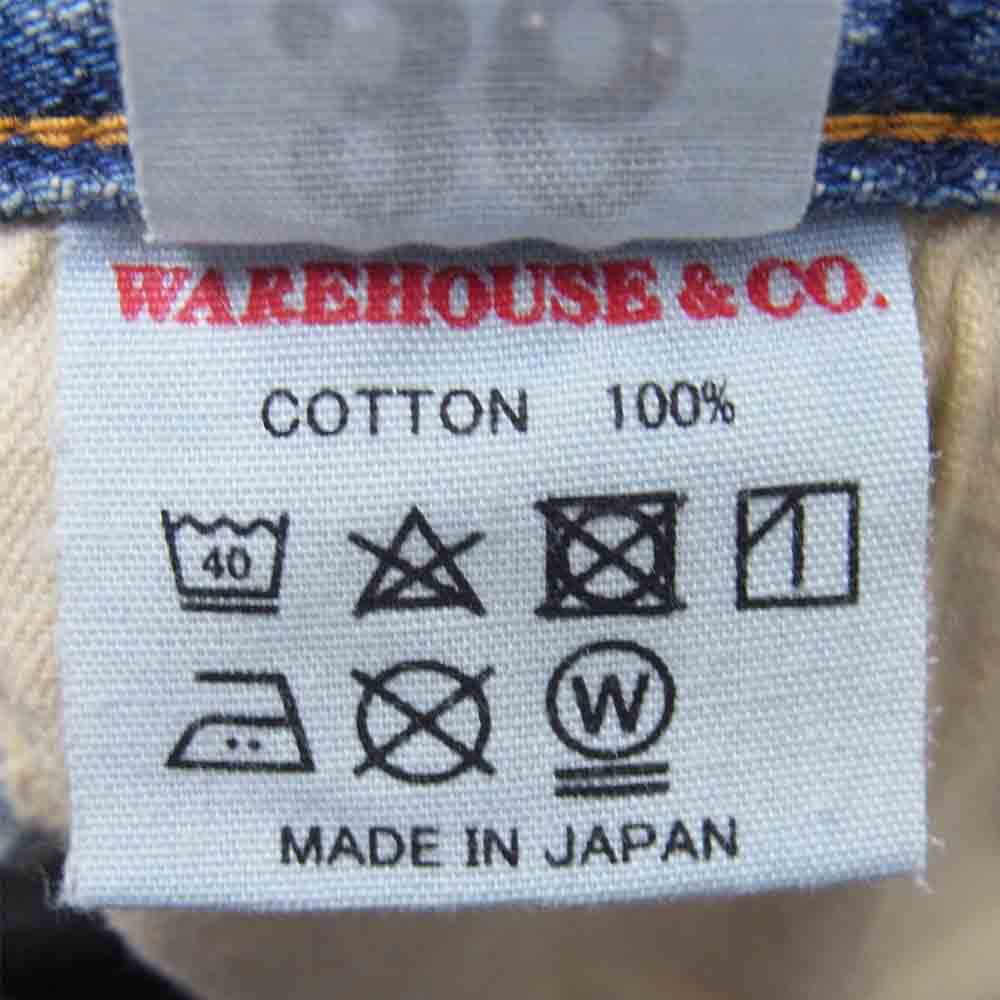 WAREHOUSE & CO.
COTTON 100%
40
W
MADE IN JAPAN